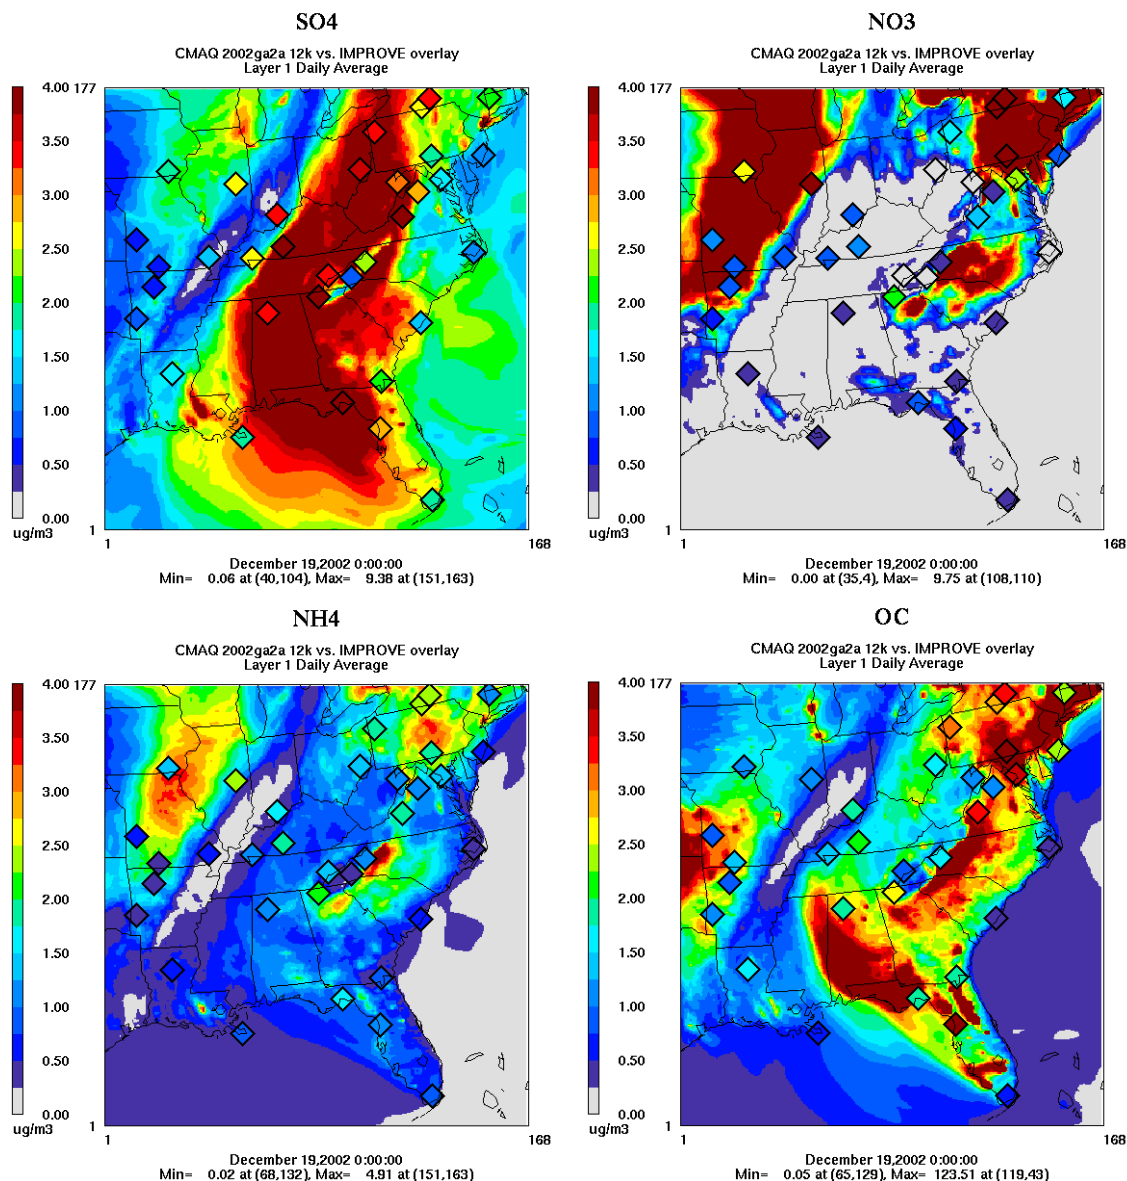 SO4
CMAQ 2002ga2a 12k vs. IMPROVE overlay
Layer 1 Daily Average
4.00 177
3.50
3.00
2.50
2.00
1.50
1.00
0.50
0.00
ug/m3
1
1
168
December 19,2002 0:00:00
Min= 0.06 at (40,104), Max= 9.38 at (151,163)
NO3
CMAQ 2002ga2a 12k vs. IMPROVE overlay
Layer 1 Daily Average
4.00 177
3.50
3.00
2.50
2.00
1.50
1.00
0.50
0.00
ug/m3
1
1
168
December 19,2002 0:00:00
Min= 0.00 at (35,4), Max= 9.75 at (108,110)
NH4
CMAQ 2002ga2a 12k vs. IMPROVE overlay
Layer 1 Daily Average
4.00 177
3.50
3.00
2.50
2.00
1.50
1.00
0.50
0.00
ug/m3
1
1
168
December 19,2002 0:00:00
Min= 0.02 at (68,132), Max= 4.91 at (151,163)
OC
CMAQ 2002ga2a 12k vs. IMPROVE overlay
Layer 1 Daily Average
4.00 177
3.50
3.00
2.50
2.00
1.50
1.00
0.50
0.00
ug/m3
1
1
168
December 19,2002 0:00:00
Min= 0.05 at (65,129), Max= 123.51 at (119,43)